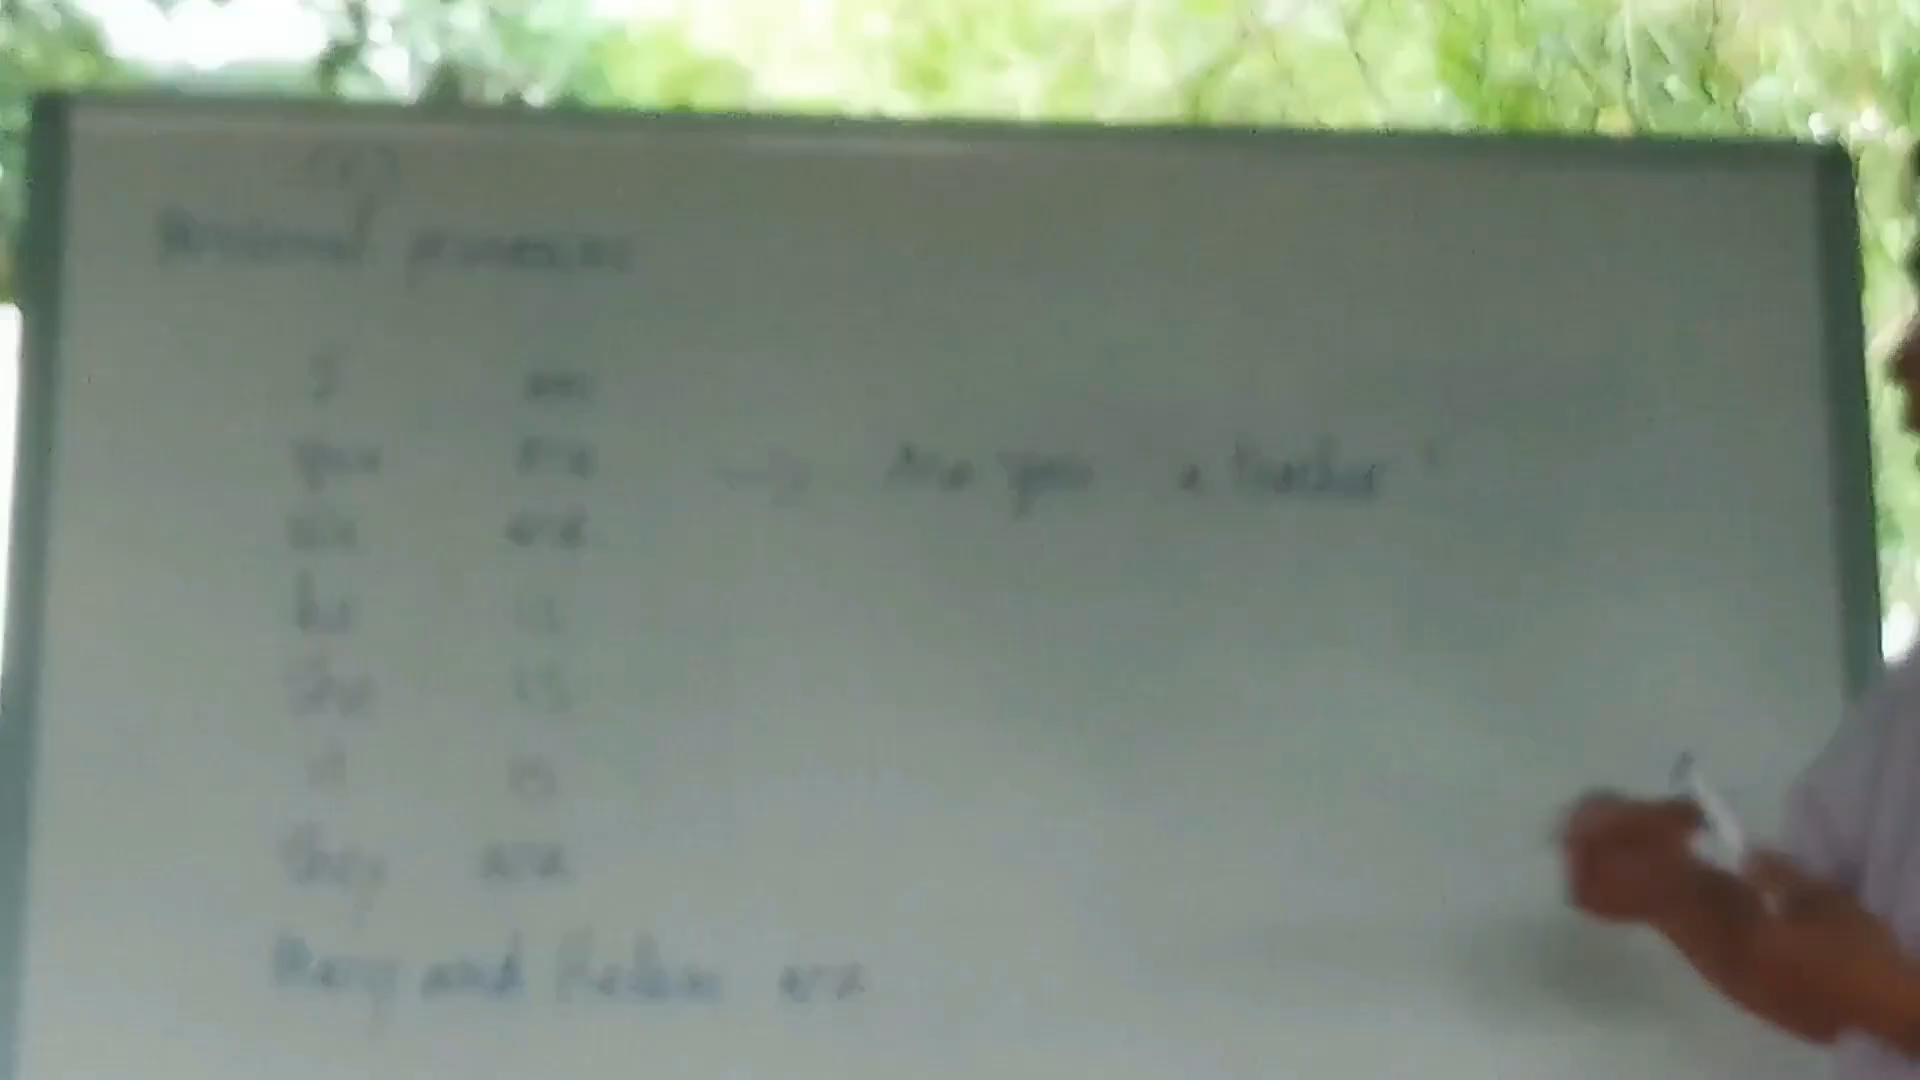 Personal pronouns
I am
you are → Are you a teacher?
we are
he is
she is
it is
they are
Mary and are